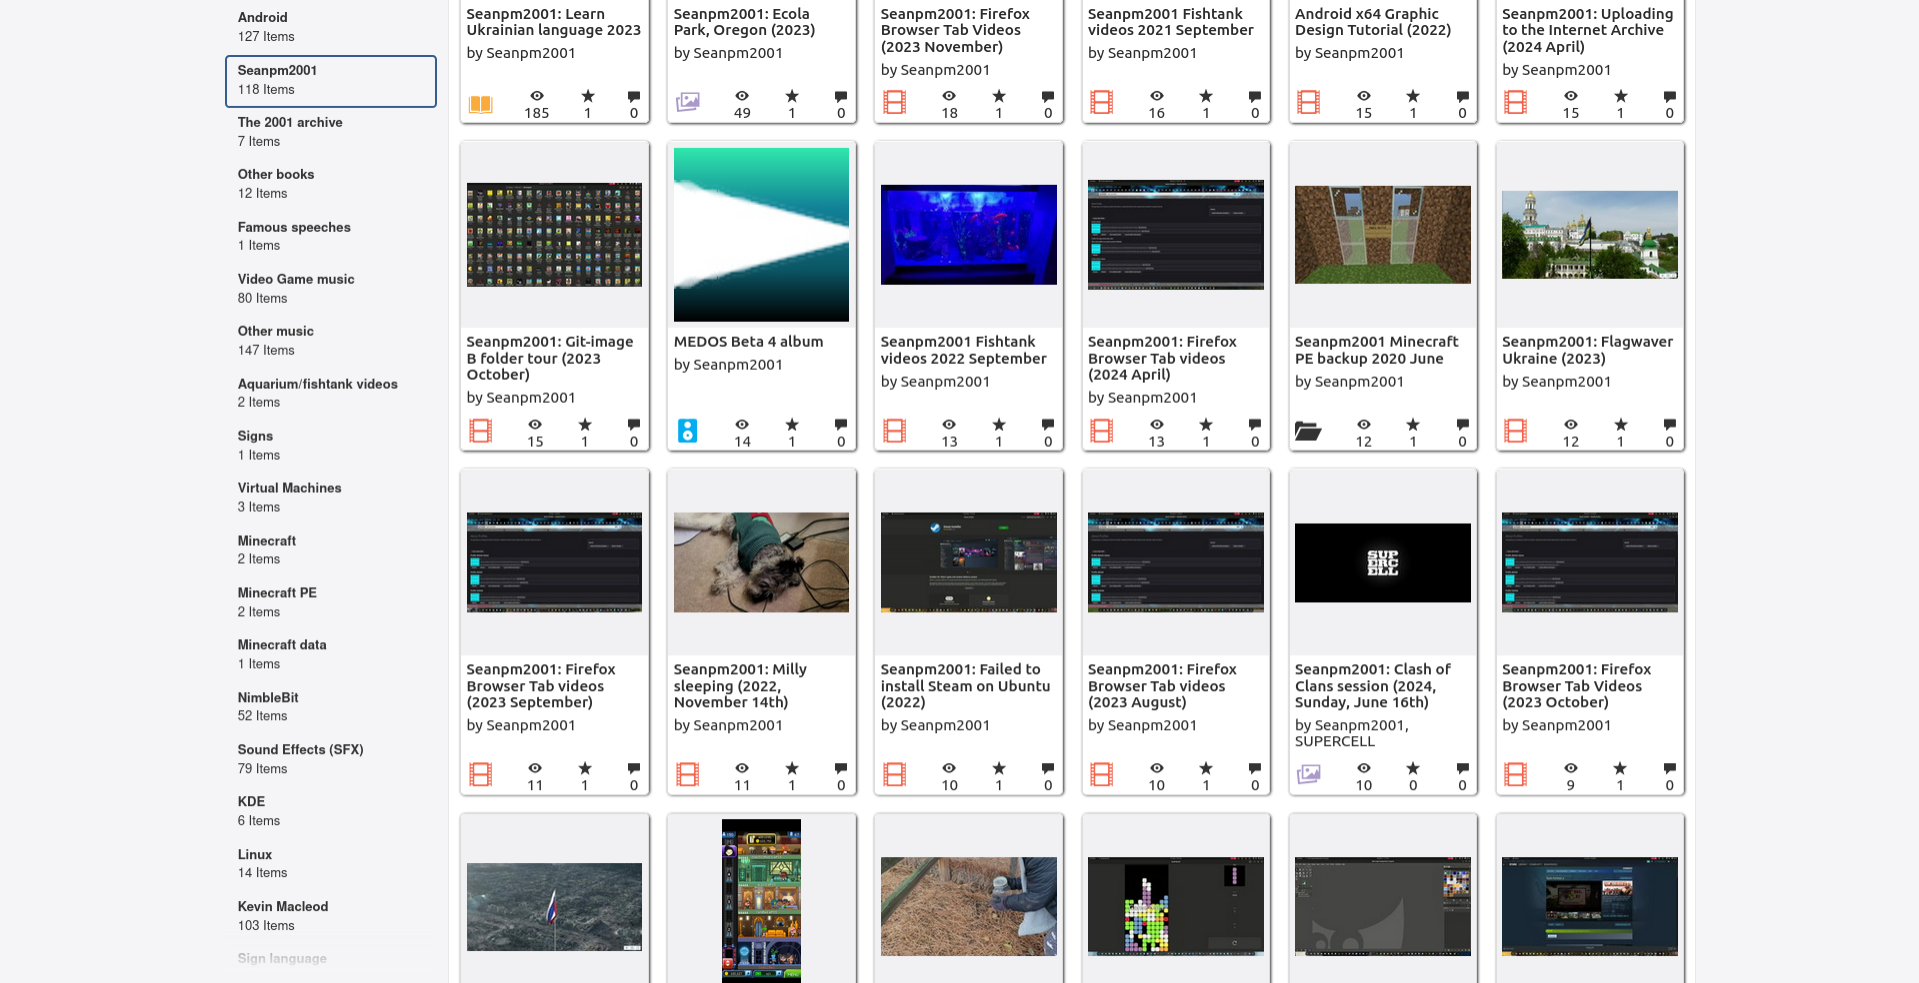 Android
127 Items
Seanpm2001
118 Items
The 2001 archive
7 Items
Other books
12 Items
Famous speeches
1 Items
Video Game music
80 Items
Other music
147 Items
Aquarium/fishtank videos
2 Items
Signs
1 Items
Virtual Machines
3 Items
Minecraft
2 Items
Minecraft PE
2 Items
Minecraft data
1 Items
NimbleBit
52 Items
Sound Effects (SFX)
79 Items
KDE
6 Items
Linux
14 Items
Kevin Macleod
103 Items
Sign language
Seanpm2001: Learn
Ukrainian language 2023
by Seanpm2001
185 1 0
Seanpm2001: Ecola
Park, Oregon (2023)
by Seanpm2001
49 1 0
Seanpm2001: Firefox
Browser Tab Videos
(2023 November)
by Seanpm2001
18 1 0
Seanpm2001 Fishtank
videos 2021 September
by Seanpm2001
16 1 0
Android x64 Graphic
Design Tutorial (2022)
by Seanpm2001
15 1 0
Seanpm2001: Uploading
to the Internet Archive
(2024 April)
by Seanpm2001
15 1 0
Seanpm2001: Git-image
B folder tour (2023
October)
by Seanpm2001
15 1 0
MEDOS Beta 4 album
by Seanpm2001
14 1 0
Seanpm2001 Fishtank
videos 2022 September
by Seanpm2001
13 1 0
Seanpm2001: Firefox
Browser Tab videos
(2024 April)
by Seanpm2001
13 1 0
Seanpm2001 Minecraft
PE backup 2020 June
by Seanpm2001
12 1 0
Seanpm2001: Flagwaver
Ukraine (2023)
by Seanpm2001
12 1 0
Seanpm2001: Firefox
Browser Tab videos
(2023 September)
by Seanpm2001
11 1 0
Seanpm2001: Milly
sleeping (2022,
November 14th)
by Seanpm2001
11 1 0
Seanpm2001: Failed to
install Steam on Ubuntu
(2022)
by Seanpm2001
10 1 0
Seanpm2001: Firefox
Browser Tab videos
(2023 August)
by Seanpm2001
10 1 0
SUP
ERC
ELL
Seanpm2001: Clash of
Clans session (2024,
Sunday, June 16th)
by Seanpm2001,
SUPERCELL
10 0 0
Seanpm2001: Firefox
Browser Tab Videos
(2023 October)
by Seanpm2001
9 1 0